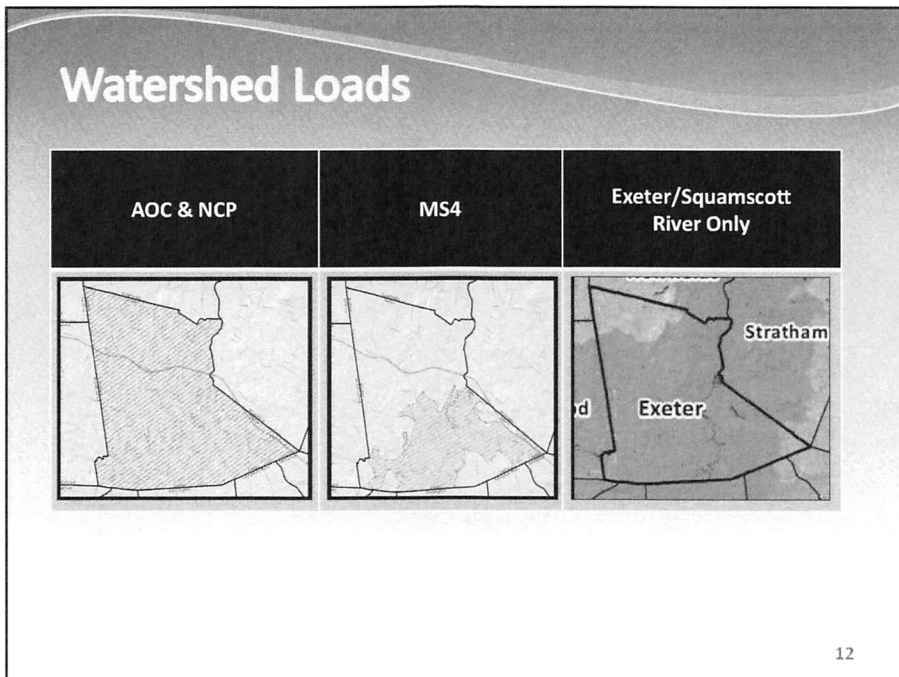 Watershed Loads
AOC & NCP
MS4
Exeter/Squamscott
River Only
Stratham
Exeter
12